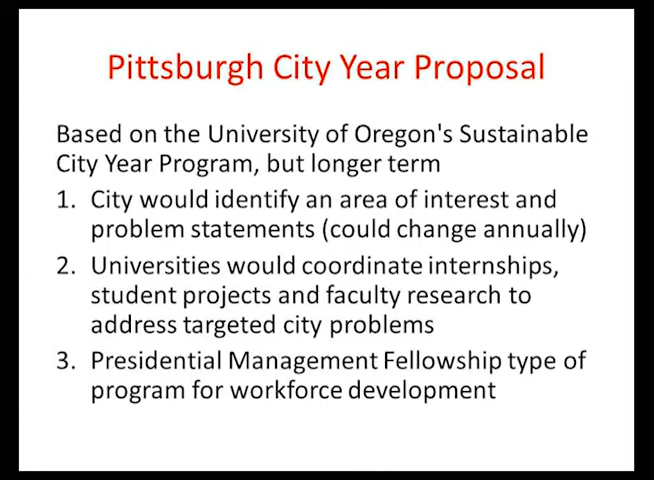 Pittsburgh City Year Proposal
Based on the University of Oregon's Sustainable
City Year Program, but longer term
1. City would identify an area of interest and
problem statements (could change annually)
2. Universities would coordinate internships,
student projects and faculty research to
address targeted city problems
3. Presidential Management Fellowship type of
program for workforce development